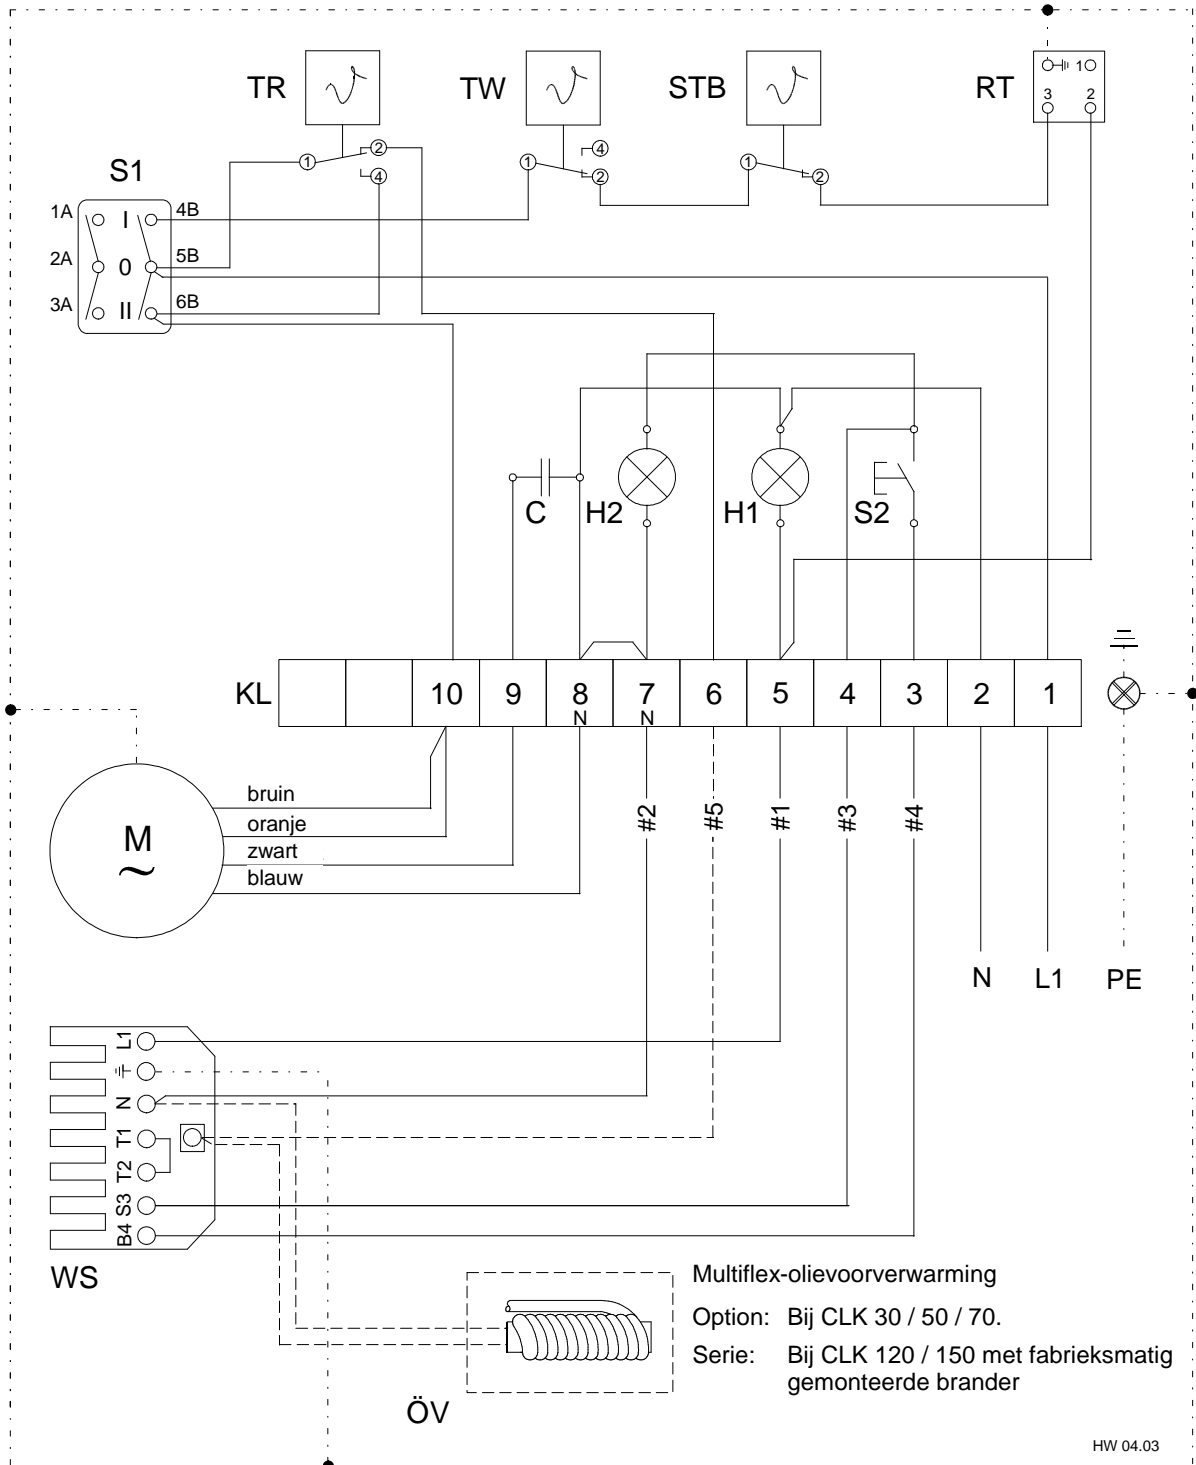 TR
TW
STB
RT
1
3 2
1 2 4
1 4 2
1 2
S1
1A I 4B
2A 0 5B
3A II 6B
C H2 H1 S2
KL 10 9 8 7 6 5 4 3 2 1
N N
M
~
bruin
oranje
zwart
blauw
#2 #5 #1 #3 #4
N L1 PE
L1
N
T1
T2
S3
B4
WS
ÖV
Multiflex-olievoorverwarming
Option: Bij CLK 30 / 50 / 70.
Serie: Bij CLK 120 / 150 met fabrieksmatig
gemonteerde brander
HW 04.03